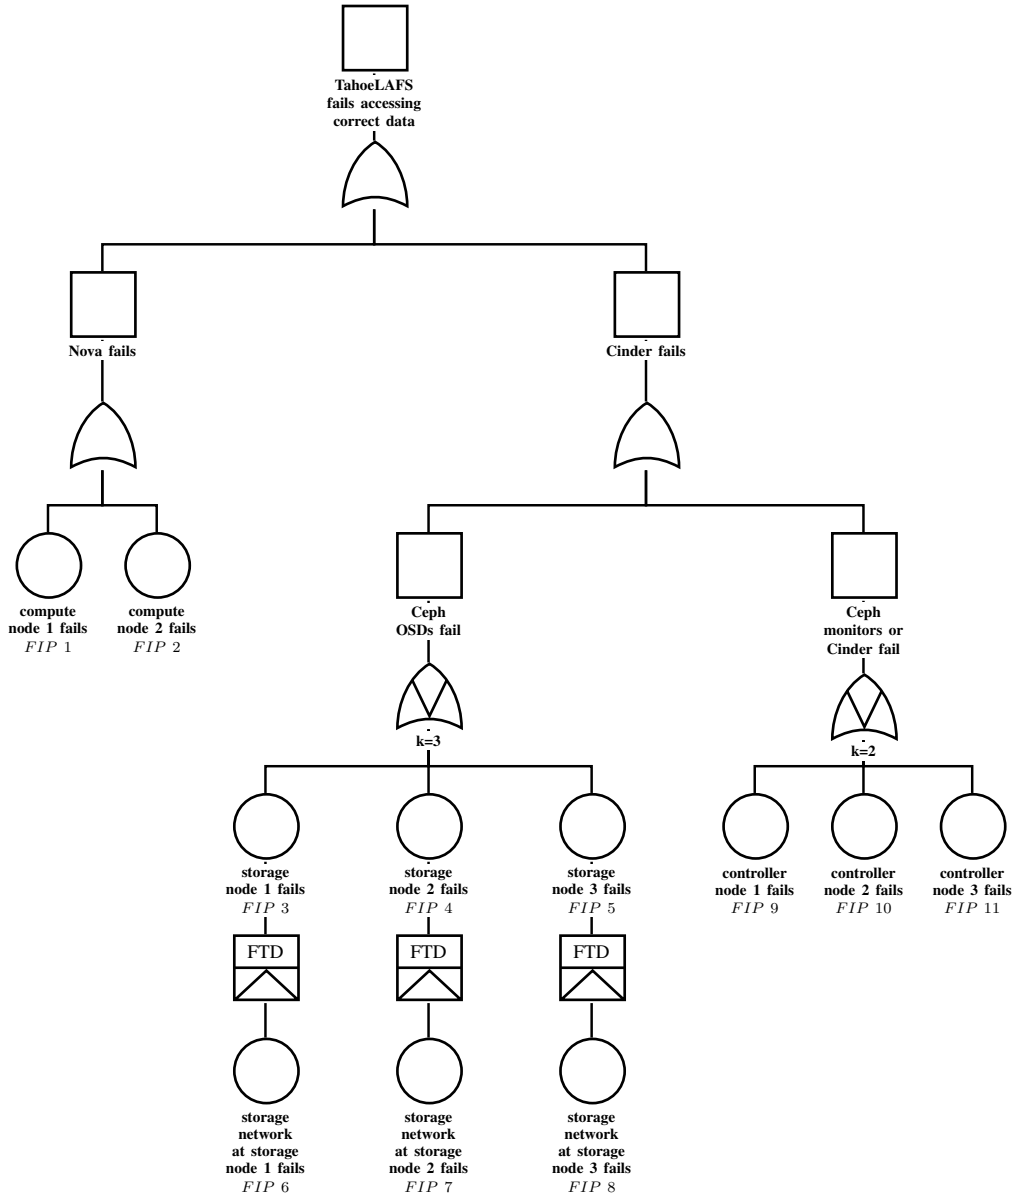 TahoeLAFS
fails accessing
correct data
Nova fails
Cinder fails
compute
node 1 fails
FIP 1
compute
node 2 fails
FIP 2
Ceph
OSDs fail
Ceph
monitors or
Cinder fail
k=3
k=2
storage
node 1 fails
FIP 3
storage
node 2 fails
FIP 4
storage
node 3 fails
FIP 5
controller
node 1 fails
FIP 9
controller
node 2 fails
FIP 10
controller
node 3 fails
FIP 11
FTD
FTD
FTD
storage
network
at storage
node 1 fails
FIP 6
storage
network
at storage
node 2 fails
FIP 7
storage
network
at storage
node 3 fails
FIP 8